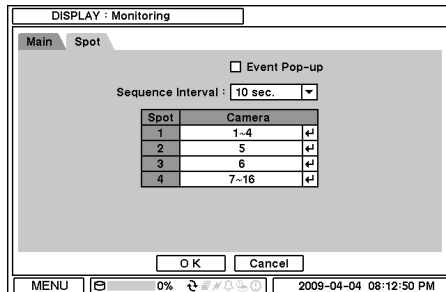 DISPLAY : Monitoring
Main Spot
Event Pop-up
Sequence Interval : 10 sec.
Spot Camera
1 1~4
2 5
3 6
4 7~16
O K Cancel
MENU 0% 2009-04-04 08:12:50 PM